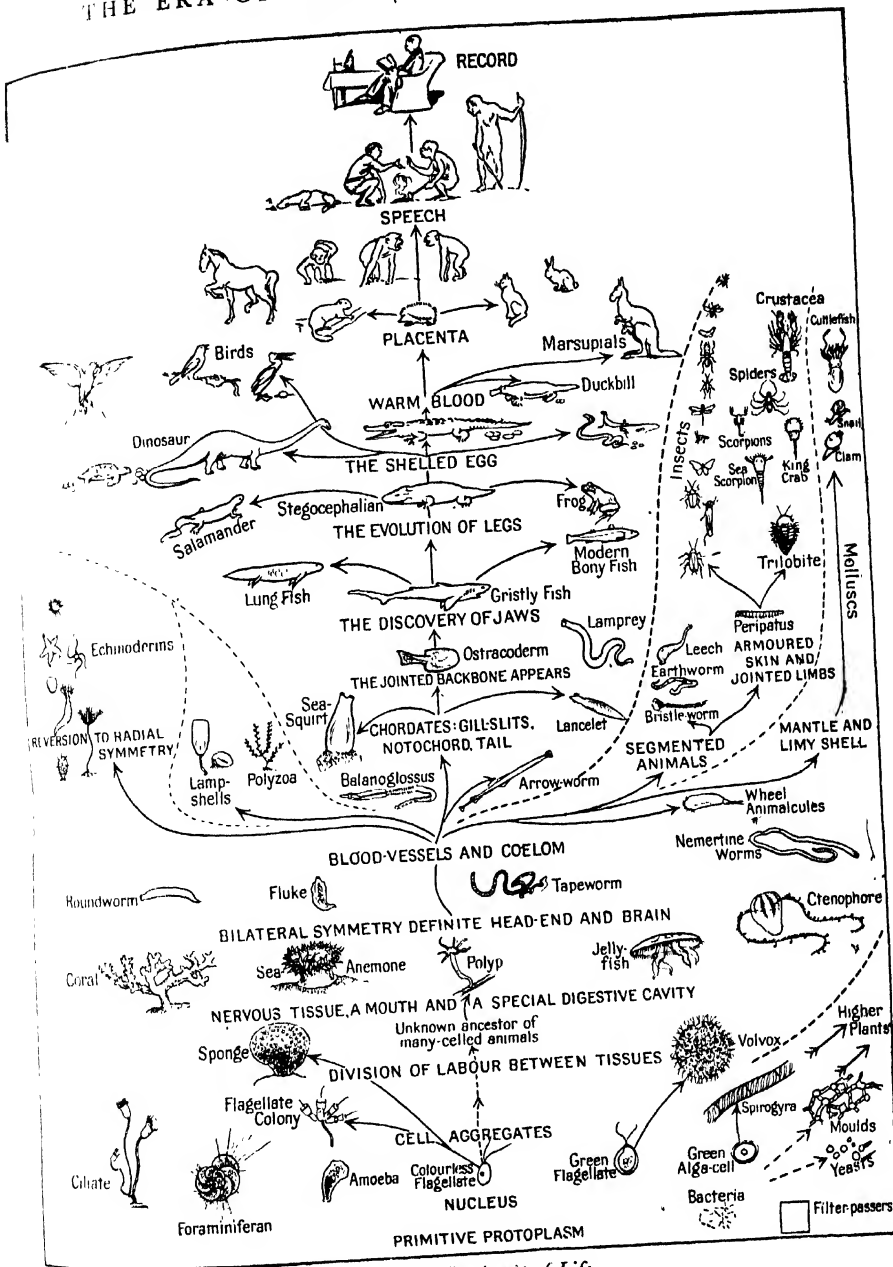 THE ERA
RECORD
SPEECH
PLACENTA
Marsupials
Crustacea
Cuttlefish
Birds
WARM BLOOD
Duckbill
Insects
Spiders
Scorpions
Snail
Dinosaur
THE SHELLED EGG
Sea
Scorpion
King
Crab
Clam
Salamander
Stegocephalian
Frog
THE EVOLUTION OF LEGS
Modern
Bony Fish
Trilobite
Molluscs
Lung Fish
Gristly Fish
THE DISCOVERY OF JAWS
Lamprey
Peripatus
Echinoderms
Ostracoderm
Leech
ARMOURED
SKIN AND
JOINTED LIMBS
THE JOINTED BACKBONE APPEARS
Earthworm
Sea-
Squirt
CHORDATES: GILL-SLITS,
NOTOCHORD, TAIL
Lancelet
Bristle-worm
REVERSION TO RADIAL
SYMMETRY
SEGMENTED
ANIMALS
MANTLE AND
LIMY SHELL
Lamp-
shells
Polyzoa
Balanoglossus
Arrow-worm
Wheel
Animalcules
BLOOD-VESSELS AND COELOM
Nemertine
Worms
Roundworm
Fluke
Tapeworm
Ctenophore
BILATERAL SYMMETRY DEFINITE HEAD-END AND BRAIN
Coral
Sea Anemone
Polyp
Jelly-
fish
NERVOUS TISSUE, A MOUTH AND A SPECIAL DIGESTIVE CAVITY
Unknown ancestor of
many-celled animals
Higher
Plants
Sponge
Volvox
DIVISION OF LABOUR BETWEEN TISSUES
Flagellate
Colony
Spirogyra
Moulds
CELL AGGREGATES
Ciliate
Amoeba
Colourless
Flagellate
Green
Flagellate
Green
Alga-cell
Yeasts
NUCLEUS
Bacteria
Foraminiferan
Filter-passers
PRIMITIVE PROTOPLASM